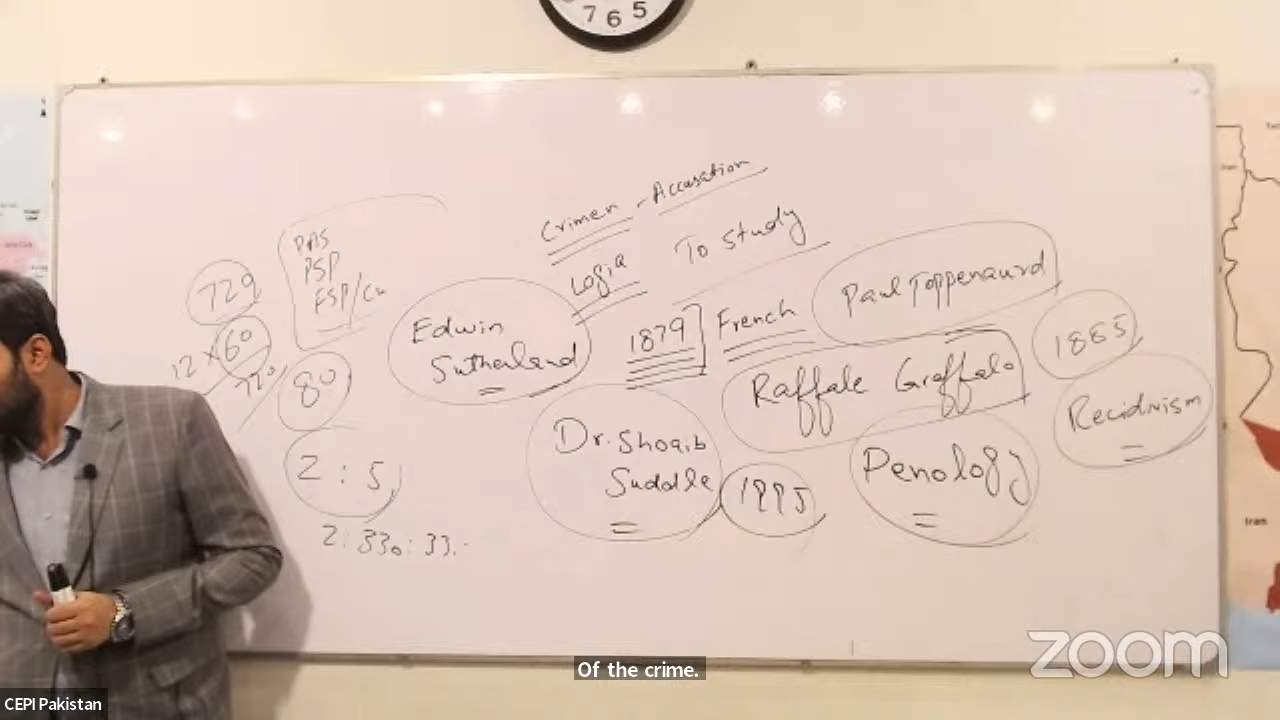 7 6 5
Crimen - Accusation
Logia To study
PAS
PSP
FSP/Cu
729
12 x 60
720
80
2 : 5
2 : 330 : 33.
Edwin
Sutherland
1879 French
Paul Toppenaurd
Raffale Graffalo
1885
Recidivism
Dr. Shoaib
Suddle
1995
Penology
Iran
Of the crime.
zoom
CEPI Pakistan